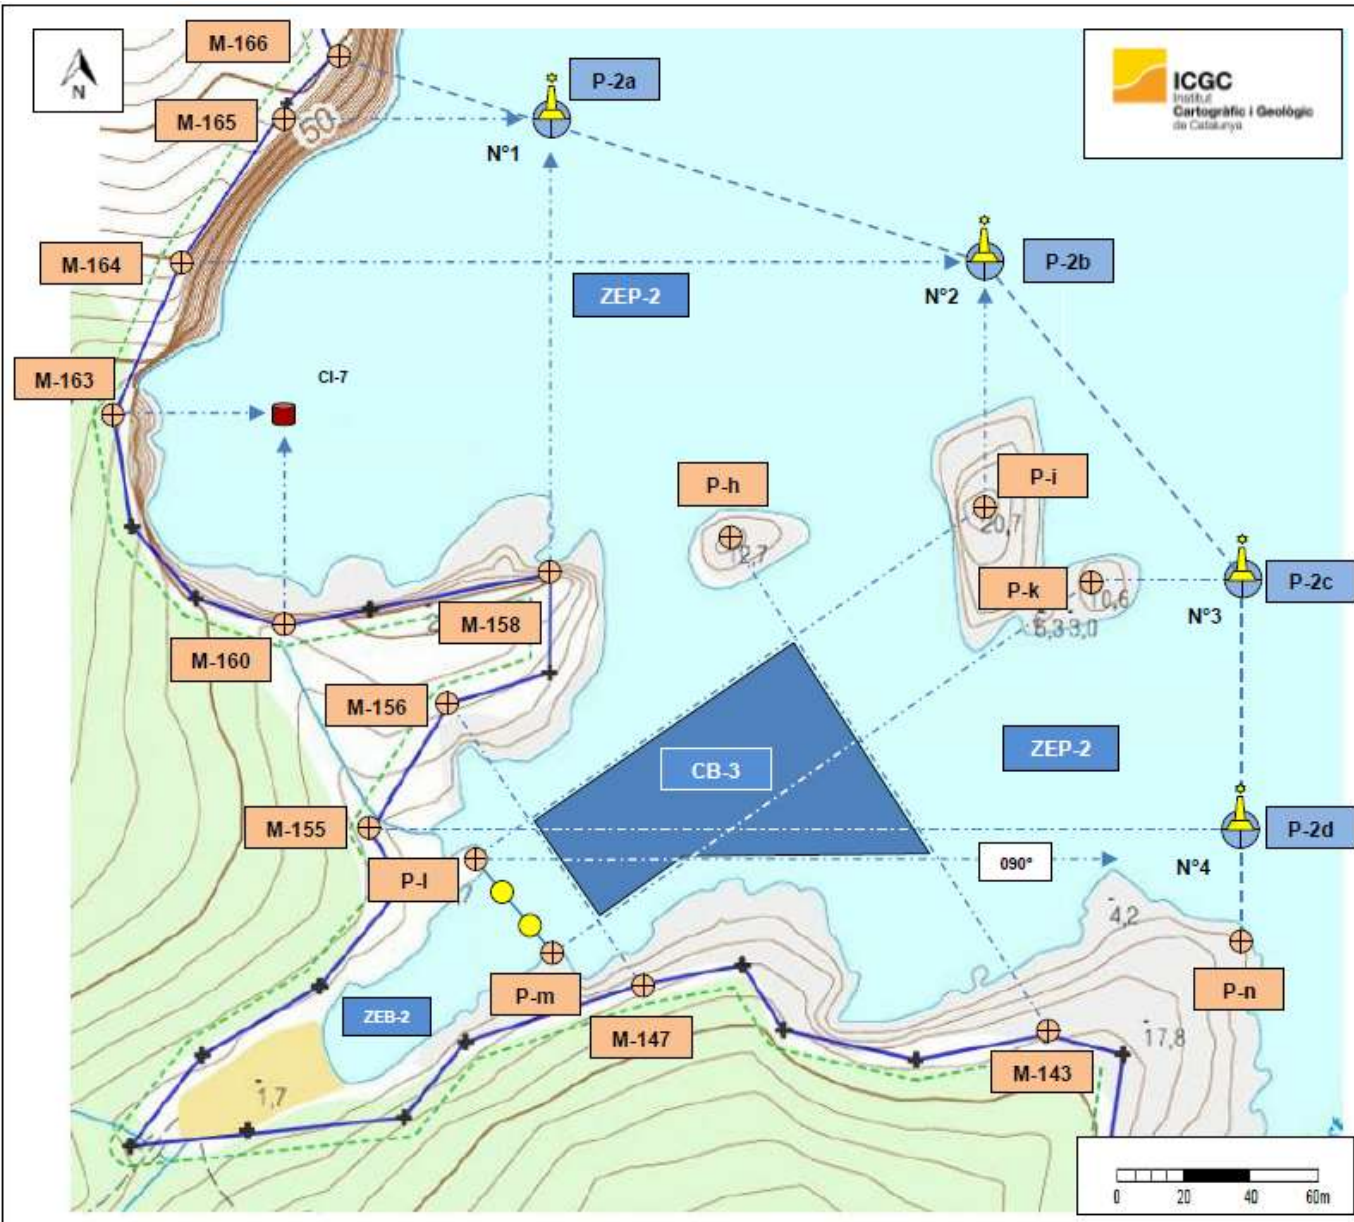 M-166
P-2a
ICGC
Institut
Cartogràfic i Geològic
de Catalunya
N
M-165
50
N°1
M-164
P-2b
ZEP-2
N°2
M-163
CI-7
P-h
P-i
12,7
20,7
P-k
10,6
P-2c
N°3
5,3
3,0
M-158
M-160
M-156
CB-3
ZEP-2
M-155
P-2d
P-l
090°
N°4
4,2
P-m
P-n
ZEB-2
M-147
17,8
M-143
1,7
0 20 40 60m